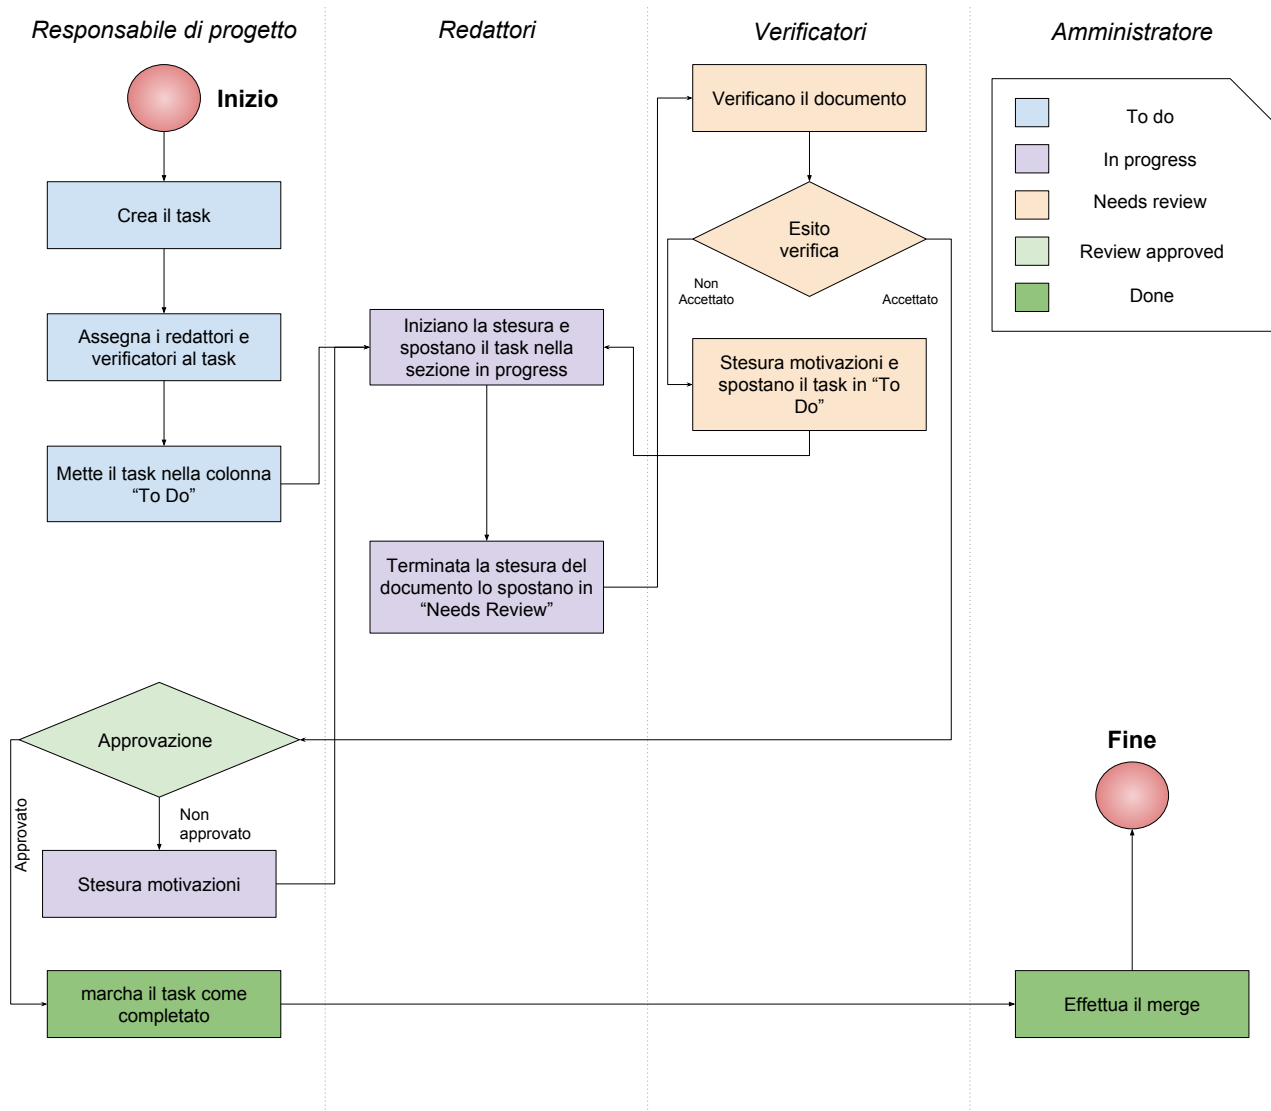 Responsabile di progetto
Redattori
Verificatori
Amministratore
Inizio
Crea il task
Assegna i redattori e
verificatori al task
Mette il task nella colonna
“To Do”
Iniziano la stesura e
spostano il task nella
sezione in progress
Terminata la stesura del
documento lo spostano in
“Needs Review”
Verificano il documento
Esito
verifica
Non
Accettato
Accettato
Stesura motivazioni e
spostano il task in “To
Do”
To do
In progress
Needs review
Review approved
Done
Approvazione
Approvato
Non
approvato
Stesura motivazioni
marcha il task come
completato
Effettua il merge
Fine